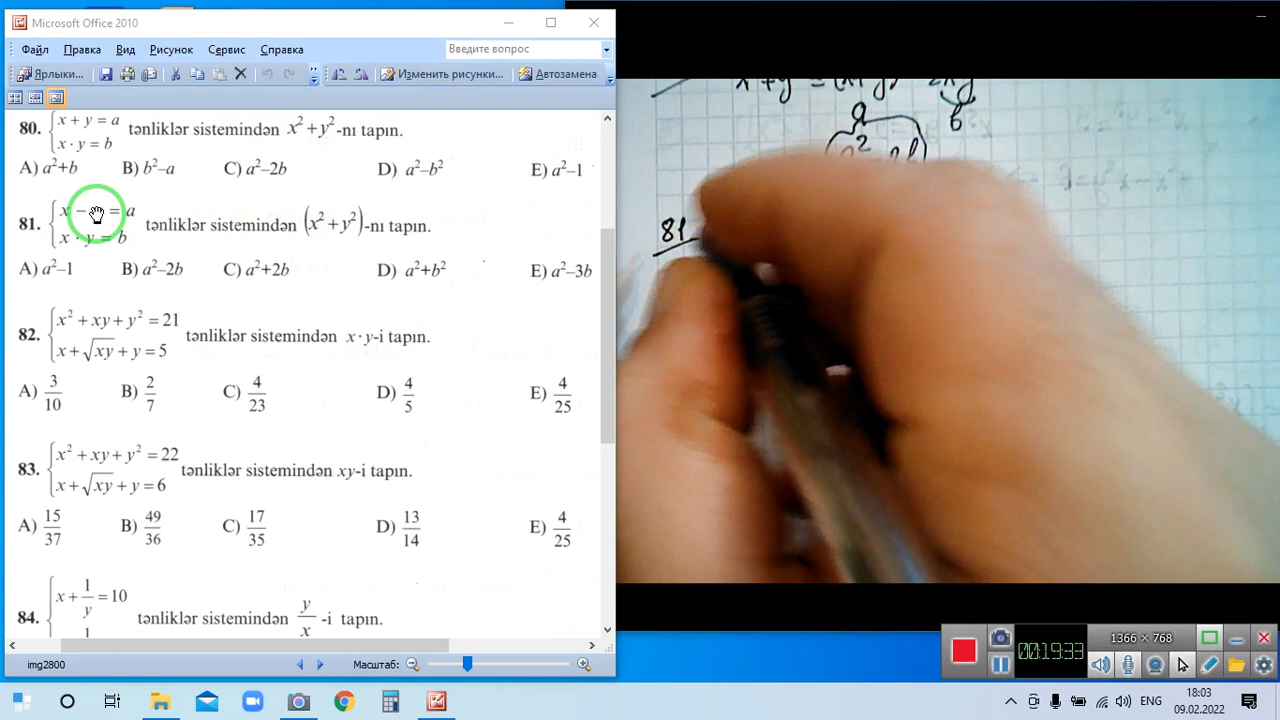 Microsoft Office 2010
Файл Правка Вид Рисунок Сервис Справка
Введите вопрос
Ярлыки... Изменить рисунки... Автозамена
80. { x + y = a
x · y = b tənliklər sistemindən x²+y²-nı tapın.
A) a²+b B) b²–a C) a²–2b D) a²–b² E) a²–1
81. { x – = a
x · y = b tənliklər sistemindən (x²+y²)-nı tapın.
A) a²–1 B) a²–2b C) a²+2b D) a²+b² E) a²–3b
82. { x² + xy + y² = 21
x + √xy + y = 5 tənliklər sistemindən x·y-i tapın.
A) 3/10 B) 2/7 C) 4/23 D) 4/5 E) 4/25
83. { x² + xy + y² = 22
x + √xy + y = 6 tənliklər sistemindən xy-i tapın.
A) 15/37 B) 49/36 C) 17/35 D) 13/14 E) 4/25
84. { x + 1/y = 10
tənliklər sistemindən y/x -i tapın.
1
img2800
Масштаб:
a
b
81
1366 × 768
00:19:33
ENG
18:03
09.02.2022